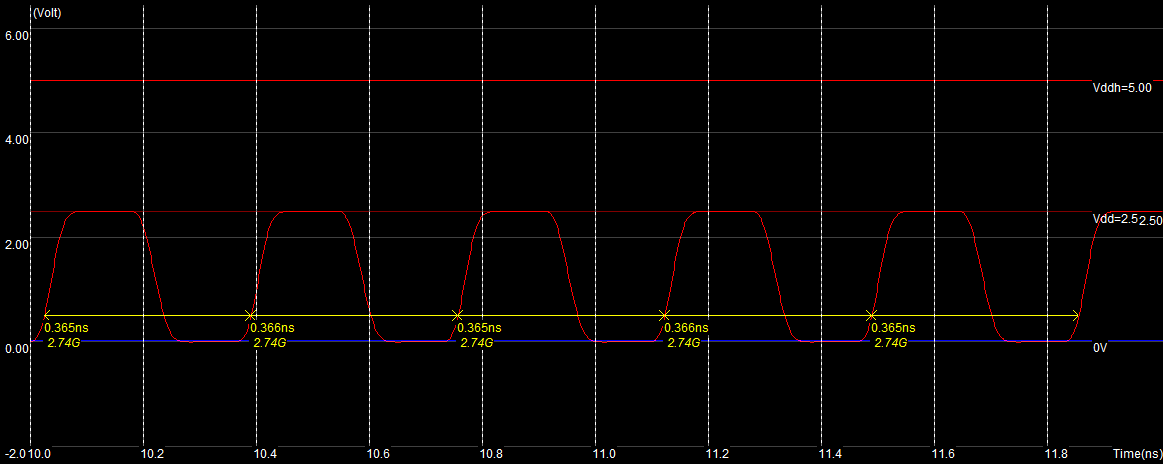 (Volt)
6.00
Vddh=5.00
4.00
Vdd=2.5 2.50
2.00
0.365ns 0.366ns 0.365ns 0.366ns 0.365ns
2.74G 2.74G 2.74G 2.74G 2.74G
0.00
0V
-2.0 10.0 10.2 10.4 10.6 10.8 11.0 11.2 11.4 11.6 11.8 Time(ns)